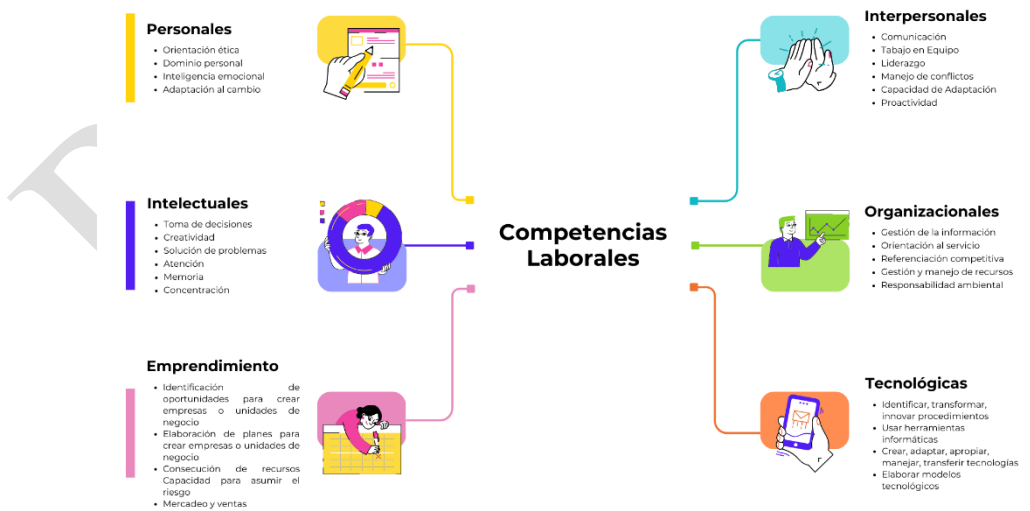 Personales
• Orientación ética
• Dominio personal
• Inteligencia emocional
• Adaptación al cambio
Intelectuales
• Toma de decisiones
• Creatividad
• Solución de problemas
• Atención
• Memoria
• Concentración
Emprendimiento
• Identificación de
oportunidades para crear
empresas o unidades de
negocio
• Elaboración de planes para
crear empresas o unidades de
negocio
• Consecución de recursos
Capacidad para asumir el
riesgo
• Mercadeo y ventas
Competencias
Laborales
Interpersonales
• Comunicación
• Tabajo en Equipo
• Liderazgo
• Manejo de conflictos
• Capacidad de Adaptación
• Proactividad
Organizacionales
• Gestión de la información
• Orientación al servicio
• Referenciación competitiva
• Gestión y manejo de recursos
• Responsabilidad ambiental
Tecnológicas
• Identificar, transformar,
innovar procedimientos
• Usar herramientas
informáticas
• Crear, adaptar, apropiar,
manejar, transferir tecnologías
• Elaborar modelos
tecnológicos